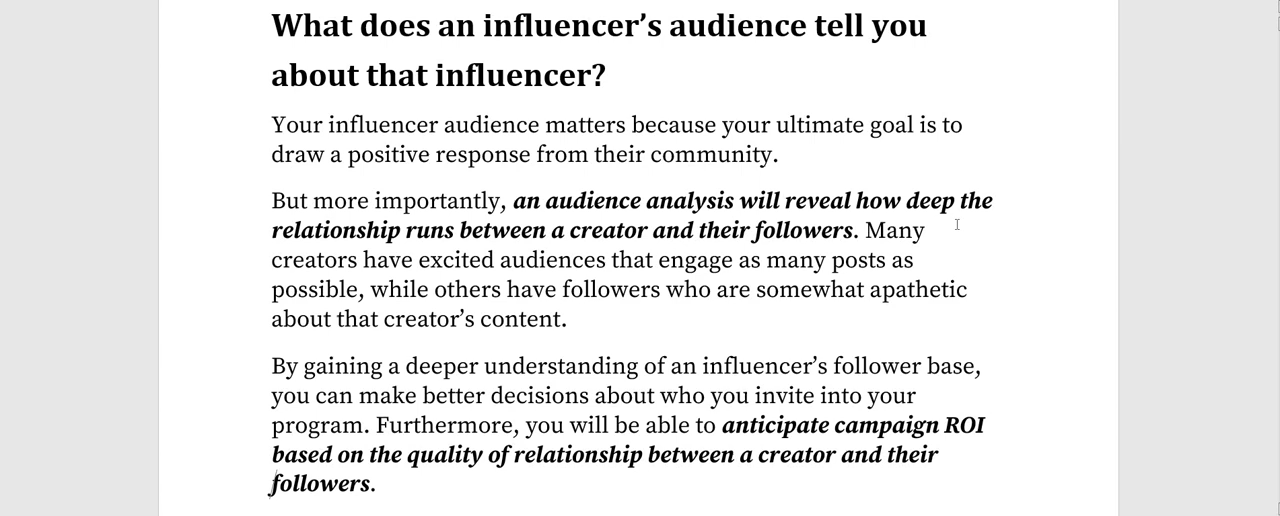 What does an influencer’s audience tell you
about that influencer?
Your influencer audience matters because your ultimate goal is to
draw a positive response from their community.
But more importantly, an audience analysis will reveal how deep the
relationship runs between a creator and their followers. Many
creators have excited audiences that engage as many posts as
possible, while others have followers who are somewhat apathetic
about that creator’s content.
By gaining a deeper understanding of an influencer’s follower base,
you can make better decisions about who you invite into your
program. Furthermore, you will be able to anticipate campaign ROI
based on the quality of relationship between a creator and their
followers.